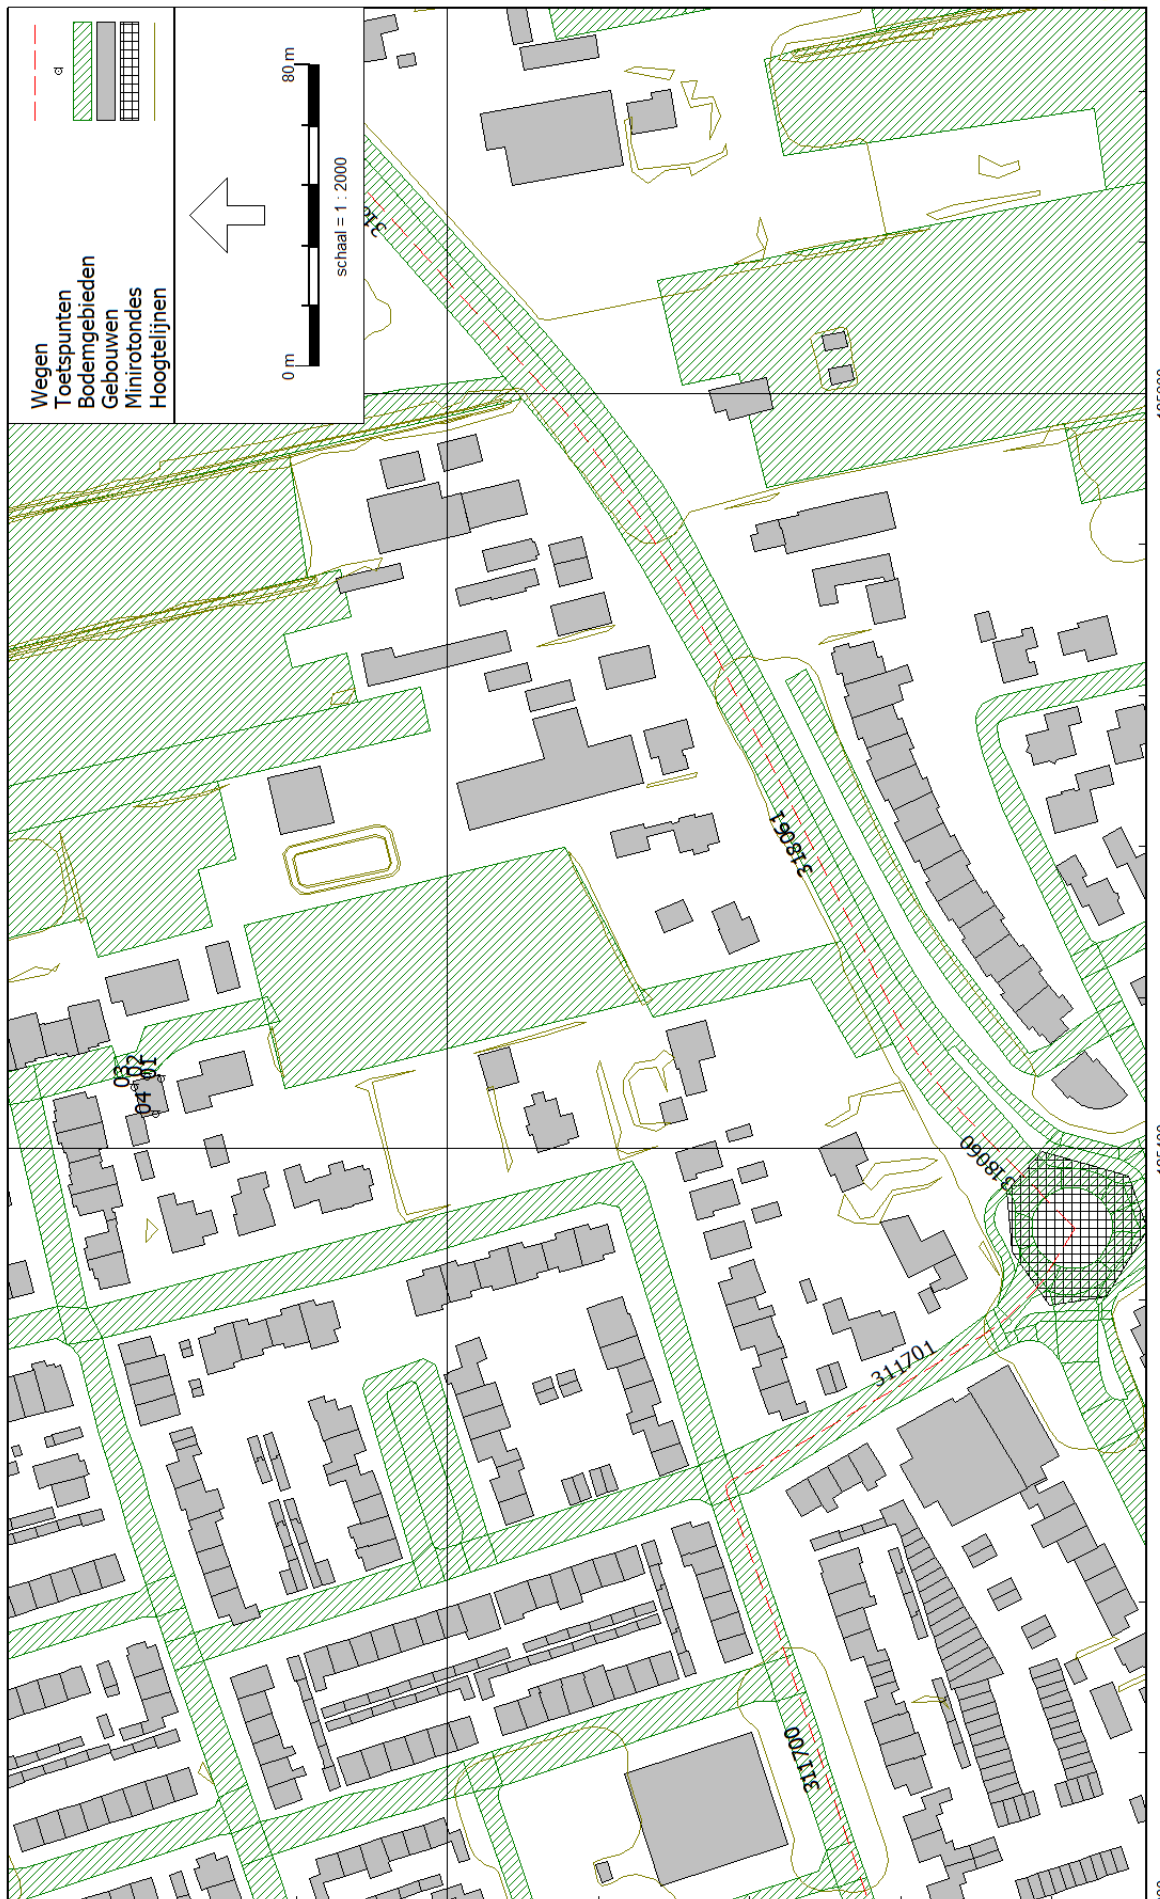 Wegen
Toetspunten
Bodemgebieden
Gebouwen
Minirotondes
Hoogtelijnen
0 m
80 m
schaal = 1 : 2000
318061
03
02
01
04
318060
311701
311700